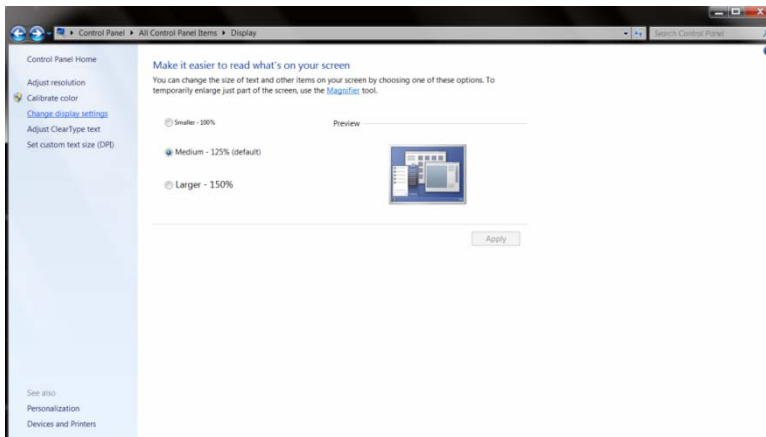 Control Panel ▸ All Control Panel Items ▸ Display
Search Control Panel
Control Panel Home
Adjust resolution
Calibrate color
Change display settings
Adjust ClearType text
Set custom text size (DPI)
Make it easier to read what's on your screen
You can change the size of text and other items on your screen by choosing one of these options. To
temporarily enlarge just part of the screen, use the Magnifier tool.
Smaller - 100%
Preview
Medium - 125% (default)
Larger - 150%
Apply
See also
Personalization
Devices and Printers